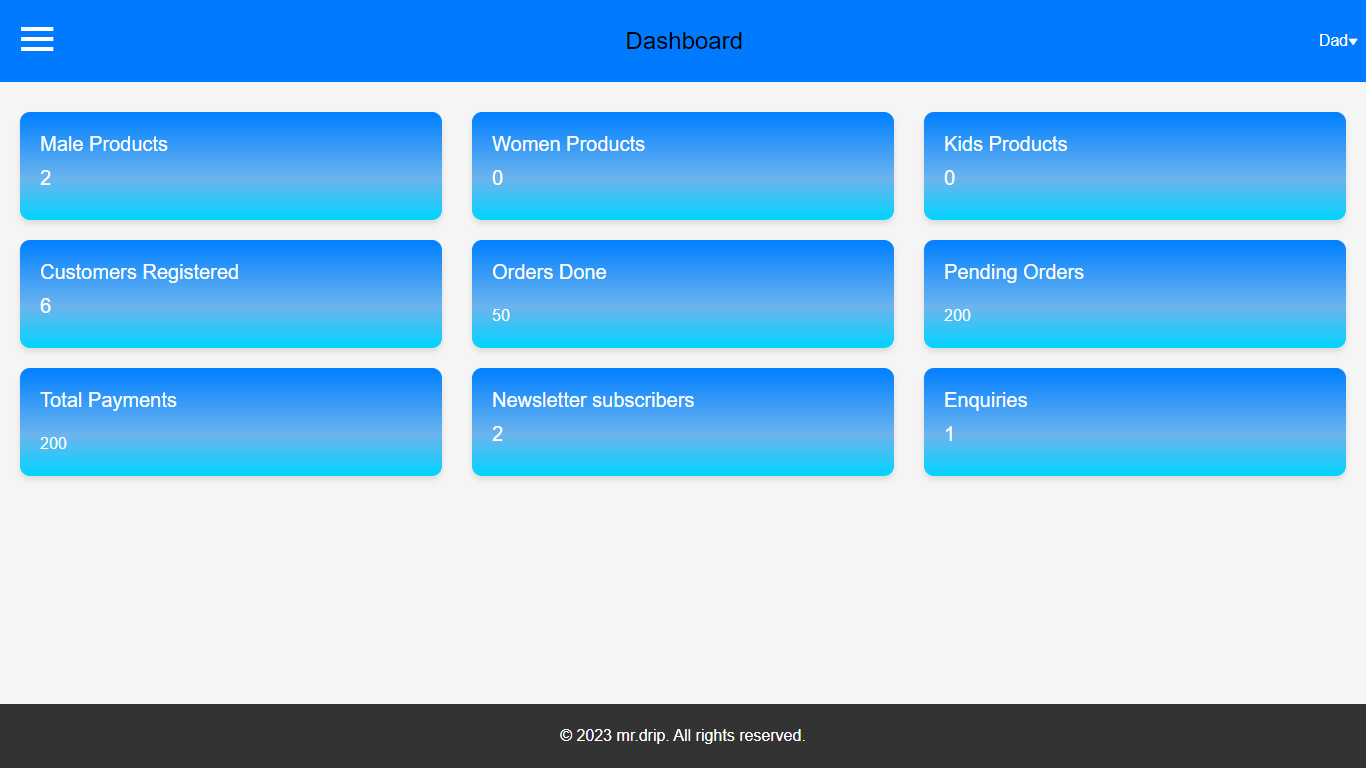 Dashboard
Dad
Male Products
2
Women Products
0
Kids Products
0
Customers Registered
6
Orders Done
50
Pending Orders
200
Total Payments
200
Newsletter subscribers
2
Enquiries
1
© 2023 mr.drip. All rights reserved.